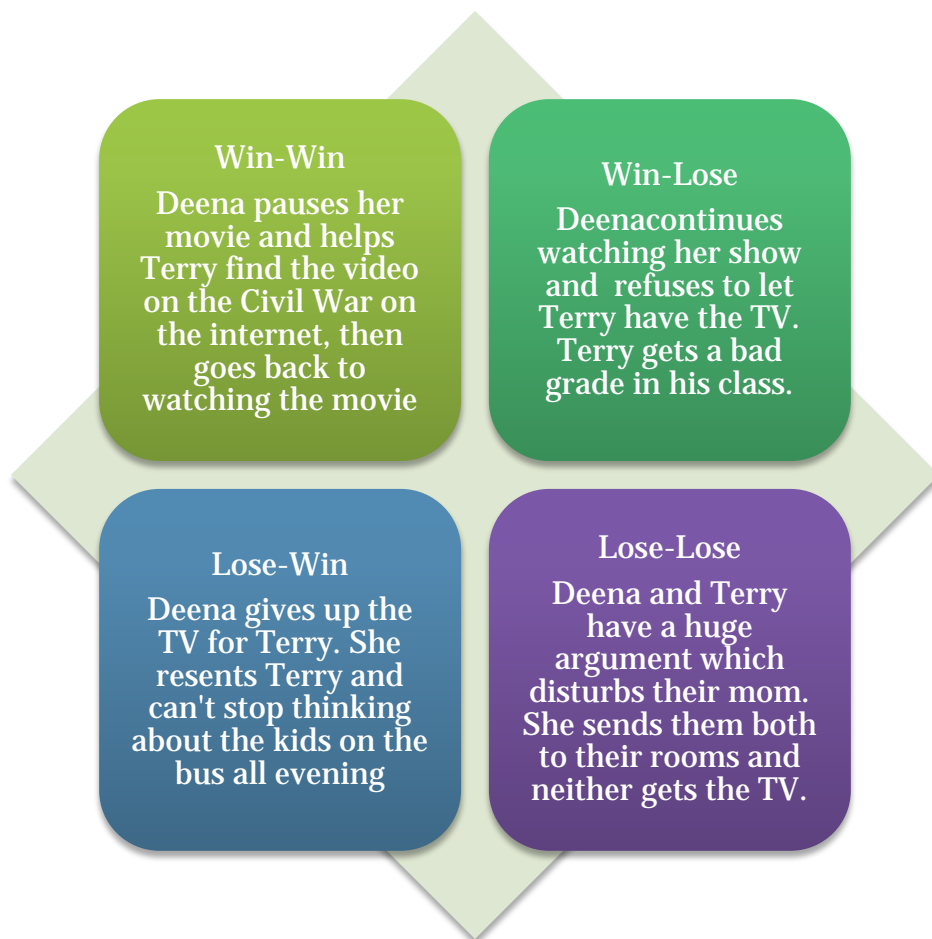 Win-Win
Deena pauses her
movie and helps
Terry find the video
on the Civil War on
the internet, then
goes back to
watching the movie
Win-Lose
Deenacontinues
watching her show
and  refuses to let
Terry have the TV.
Terry gets a bad
grade in his class.
Lose-Win
Deena gives up the
TV for Terry. She
resents Terry and
can't stop thinking
about the kids on the
bus all evening
Lose-Lose
Deena and Terry
have a huge
argument which
disturbs their mom.
She sends them both
to their rooms and
neither gets the TV.